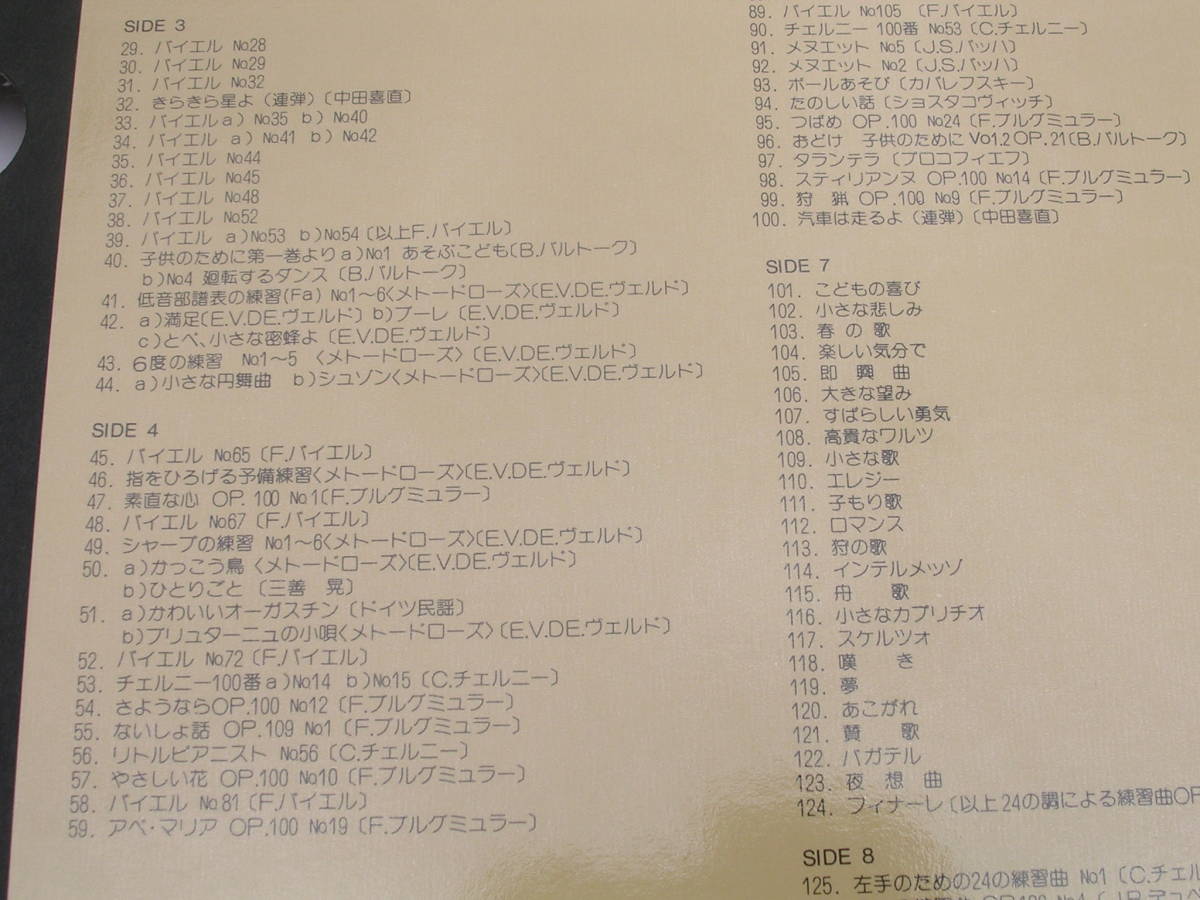 SIDE 3
29. バイエル №28
30. バイエル №29
31. バイエル №32
32. きらきら星よ (連弾) 〔中田喜直〕
33. バイエル a) №35 b) №40
34. バイエル a) №41 b) №42
35. バイエル №44
36. バイエル №45
37. バイエル №48
38. バイエル №52
39. バイエル a) №53 b) №54 〔以上F.バイエル〕
40. 子供のために第一巻より a) №1 あそぶこども〔B.バルトーク〕
b) №4 廻転するダンス 〔B.バルトーク〕
41. 低音部譜表の練習(Fa) №1〜6〈メトードローズ〉〔E.V.DE.ヴェルド〕
42. a)満足〔E.V.DE.ヴェルド〕 b)ブーレ 〔E.V.DE.ヴェルド〕
c)とべ、小さな密蜂よ 〔E.V.DE.ヴェルド〕
43. 6度の練習 №1〜5 〈メトードローズ〉 〔E.V.DE.ヴェルド〕
44. a)小さな円舞曲 b)シュゾン〈メトードローズ〉〔E.V.DE.ヴェルド〕
SIDE 4
45. バイエル №65 〔F.バイエル〕
46. 指をひろげる予備練習〈メトードローズ〉〔E.V.DE.ヴェルド〕
47. 素直な心 OP. 100 №1〔F.ブルグミュラー〕
48. バイエル №67 〔F.バイエル〕
49. シャープの練習 №1〜6〈メトードローズ〉〔E.V.DE.ヴェルド〕
50. a)かっこう鳥 〈メトードローズ〉〔E.V.DE.ヴェルド〕
b)ひとりごと 〔三善 晃〕
51. a)かわいいオーガスチン 〔ドイツ民謡〕
b)ブリュターニュの小唄〈メトードローズ〉 〔E.V.DE.ヴェルド〕
52. バイエル №72 〔F.バイエル〕
53. チェルニー100番 a) №14 b) №15 〔C.チェルニー〕
54. さようなら OP.100 №12 〔F.ブルグミュラー〕
55. ないしょ話 OP.109 №1 〔F.ブルグミュラー〕
56. リトルピアニスト №56 〔C.チェルニー〕
57. やさしい花 OP.100 №10 〔F.ブルグミュラー〕
58. バイエル №81 〔F.バイエル〕
59. アベ・マリア OP.100 №19 〔F.ブルグミュラー〕
89. バイエル №105 〔F.バイエル〕
90. チェルニー 100番 №53 〔C.チェルニー〕
91. メヌエット №5 〔J.S.バッハ〕
92. メヌエット №2 〔J.S.バッハ〕
93. ボールあそび 〔カバレフスキー〕
94. たのしい話 〔ショスタコヴィッチ〕
95. つばめ OP.100 №24 〔F.ブルグミュラー〕
96. おどけ 子供のために Vo1.2 OP.21〔B.バルトーク〕
97. タランテラ 〔プロコフィエフ〕
98. スティリアンヌ OP.100 №14 〔F.ブルグミュラー〕
99. 狩 猟 OP.100 №9 〔F.ブルグミュラー〕
100. 汽車は走るよ (連弾) 〔中田喜直〕
SIDE 7
101. こどもの喜び
102. 小さな悲しみ
103. 春 の 歌
104. 楽しい気分で
105. 即 興 曲
106. 大きな望み
107. すばらしい勇気
108. 高貴なワルツ
109. 小さな歌
110. エレジー
111. 子もり歌
112. ロマンス
113. 狩の歌
114. インテルメッゾ
115. 舟 歌
116. 小さなカプリチオ
117. スケルツォ
118. 嘆 き
119. 夢
120. あこがれ
121. 賛 歌
122. バガテル
123. 夜 想 曲
124. フィナーレ 〔以上24の調による練習曲OP
SIDE 8
125. 左手のための24の練習曲 №1 〔C.チェル